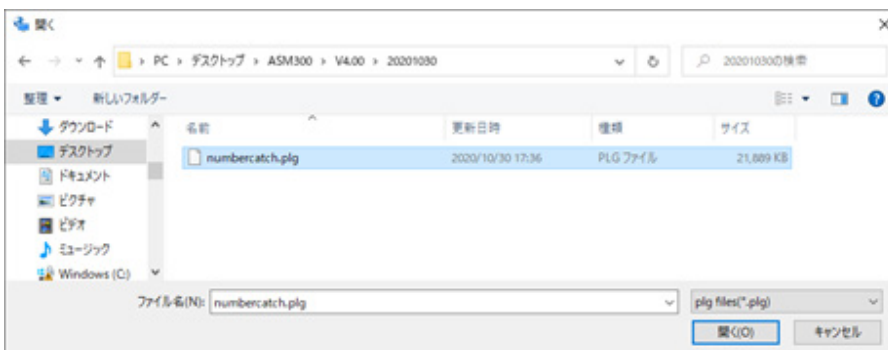 開く
PC › デスクトップ › ASM300 › V4.00 › 20201030
20201030の検索
整理 新しいフォルダー
名前 更新日時 種類 サイズ
numbercatch.plg 2020/10/30 17:36 PLG ファイル 21,889 KB
ダウンロード
デスクトップ
ドキュメント
ピクチャ
ビデオ
ミュージック
Windows (C:)
ファイル名(N): numbercatch.plg plg files(*.plg)
開く(O) キャンセル